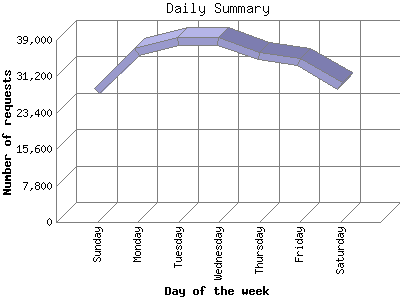 Daily Summary
39,000
31,200
23,400
15,600
7,800
0
Number of requests
Sunday
Monday
Tuesday
Wednesday
Thursday
Friday
Saturday
Day of the week